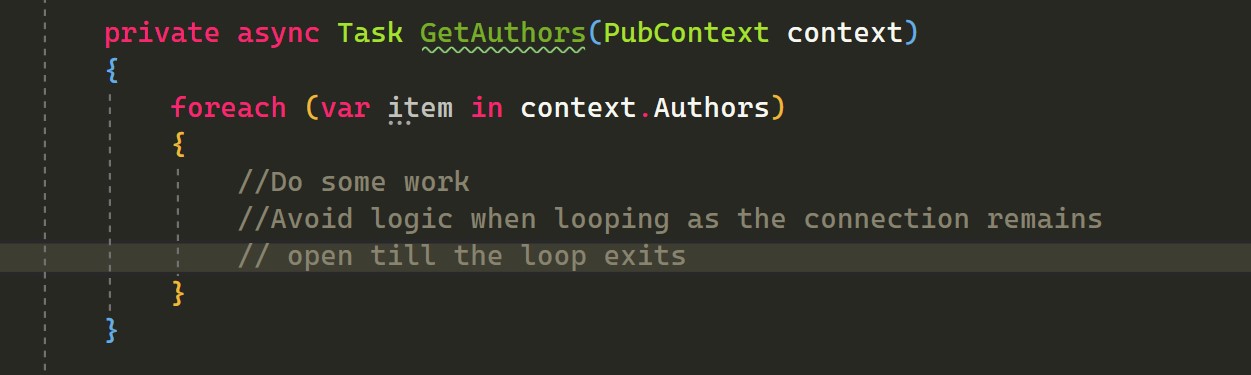 private async Task GetAuthors(PubContext context)
{
foreach (var item in context.Authors)
{
//Do some work
//Avoid logic when looping as the connection remains
// open till the loop exits
}
}